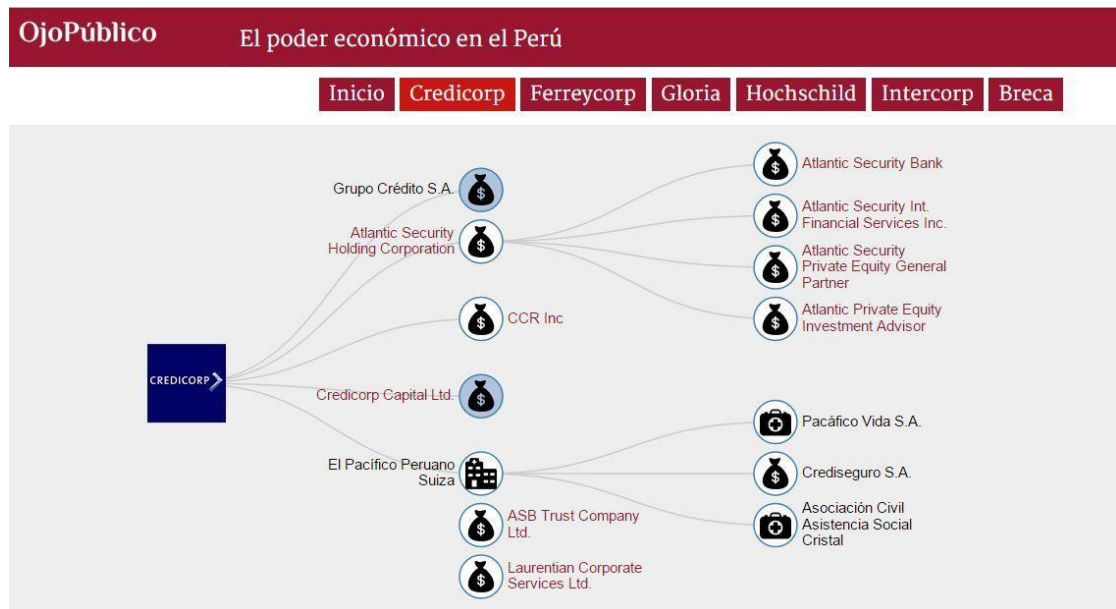 OjoPúblico
El poder económico en el Perú
Inicio
Credicorp
Ferreycorp
Gloria
Hochschild
Intercorp
Breca
CREDICORP
Grupo Crédito S.A.
Atlantic Security
Holding Corporation
CCR Inc
Credicorp Capital Ltd.
El Pacífico Peruano
Suiza
ASB Trust Company
Ltd.
Laurentian Corporate
Services Ltd.
Atlantic Security Bank
Atlantic Security Int.
Financial Services Inc.
Atlantic Security
Private Equity General
Partner
Atlantic Private Equity
Investment Advisor
Pacáfico Vida S.A.
Crediseguro S.A.
Asociación Civil
Asistencia Social
Cristal